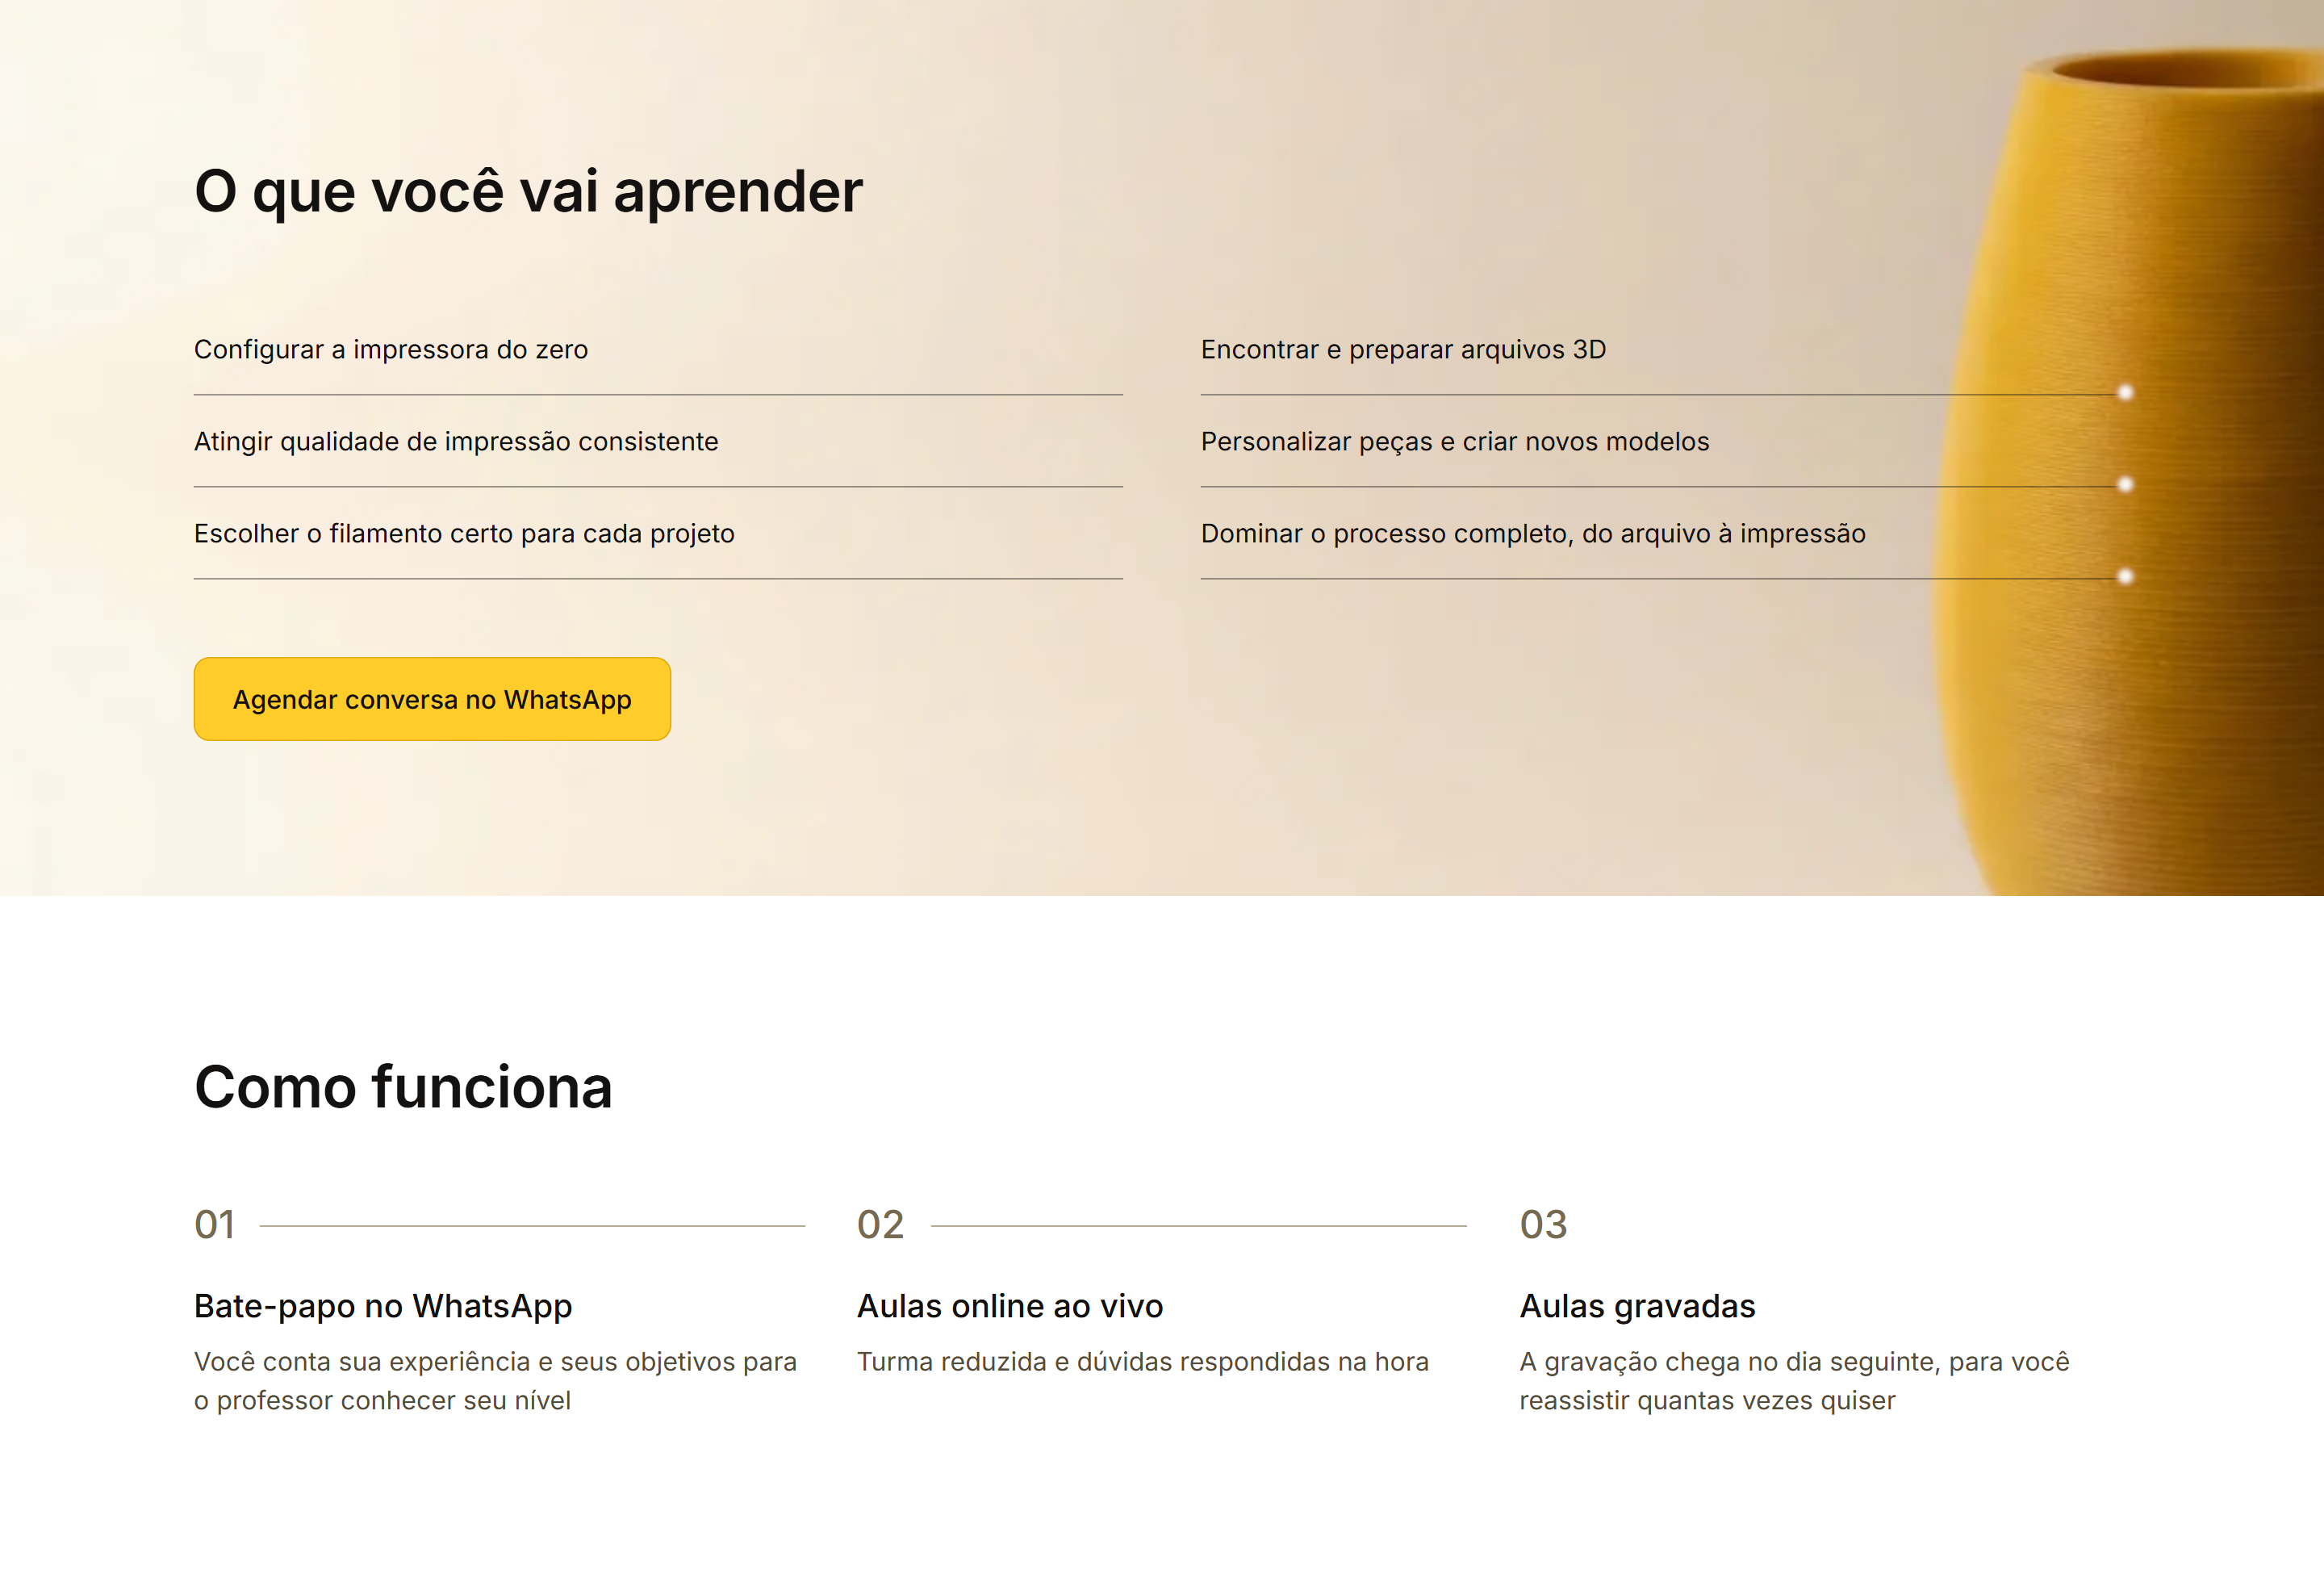 O que você vai aprender
Configurar a impressora do zero
Atingir qualidade de impressão consistente
Escolher o filamento certo para cada projeto
Encontrar e preparar arquivos 3D
Personalizar peças e criar novos modelos
Dominar o processo completo, do arquivo à impressão
Agendar conversa no WhatsApp
Como funciona
01
Bate-papo no WhatsApp
Você conta sua experiência e seus objetivos para
o professor conhecer seu nível
02
Aulas online ao vivo
Turma reduzida e dúvidas respondidas na hora
03
Aulas gravadas
A gravação chega no dia seguinte, para você
reassistir quantas vezes quiser